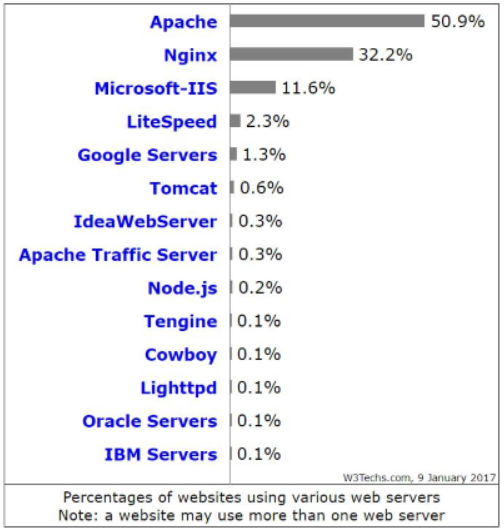 Apache 50.9%
Nginx 32.2%
Microsoft-IIS 11.6%
LiteSpeed 2.3%
Google Servers 1.3%
Tomcat 0.6%
IdeaWebServer 0.3%
Apache Traffic Server 0.3%
Node.js 0.2%
Tengine 0.1%
Cowboy 0.1%
Lighttpd 0.1%
Oracle Servers 0.1%
IBM Servers 0.1%
W3Techs.com, 9 January 2017
Percentages of websites using various web servers
Note: a website may use more than one web server